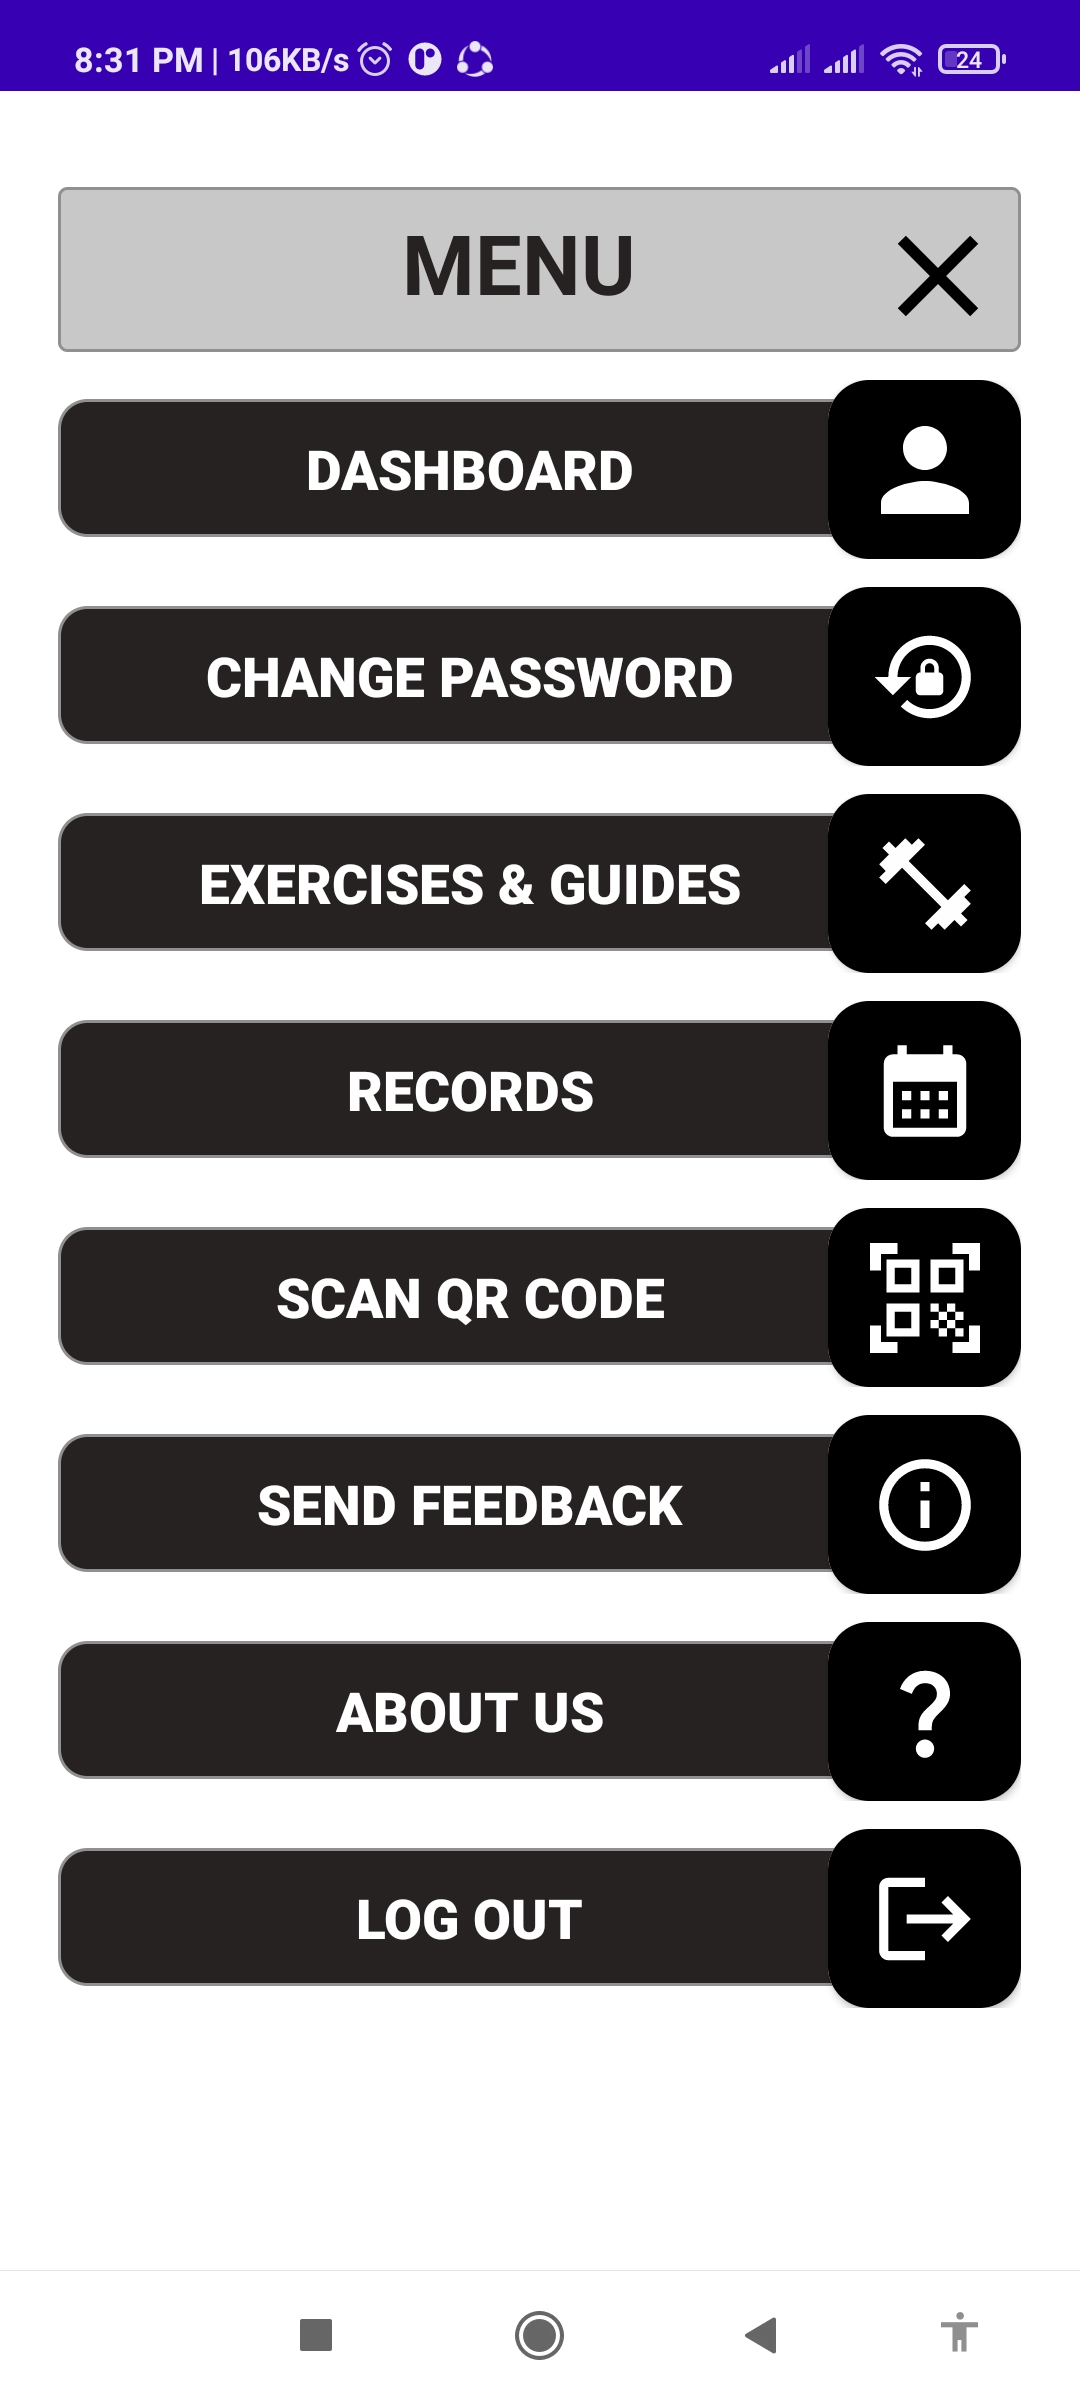 8:31 PM | 106KB/s 24
MENU
DASHBOARD
CHANGE PASSWORD
EXERCISES & GUIDES
RECORDS
SCAN QR CODE
SEND FEEDBACK
ABOUT US
LOG OUT